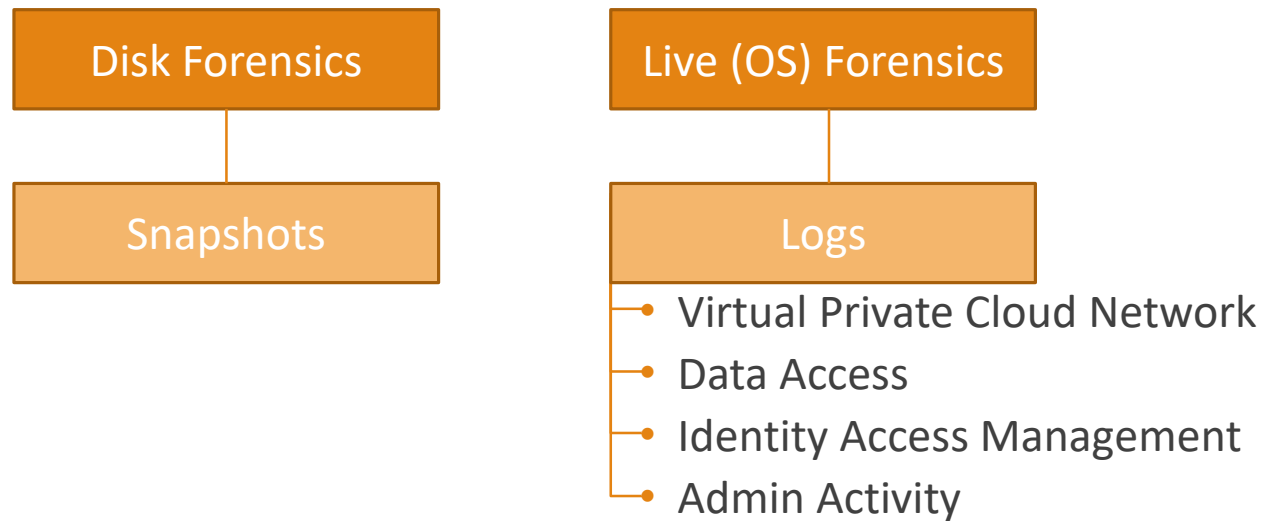 Disk Forensics
Snapshots
Live (OS) Forensics
Logs
Virtual Private Cloud Network
Data Access
Identity Access Management
Admin Activity